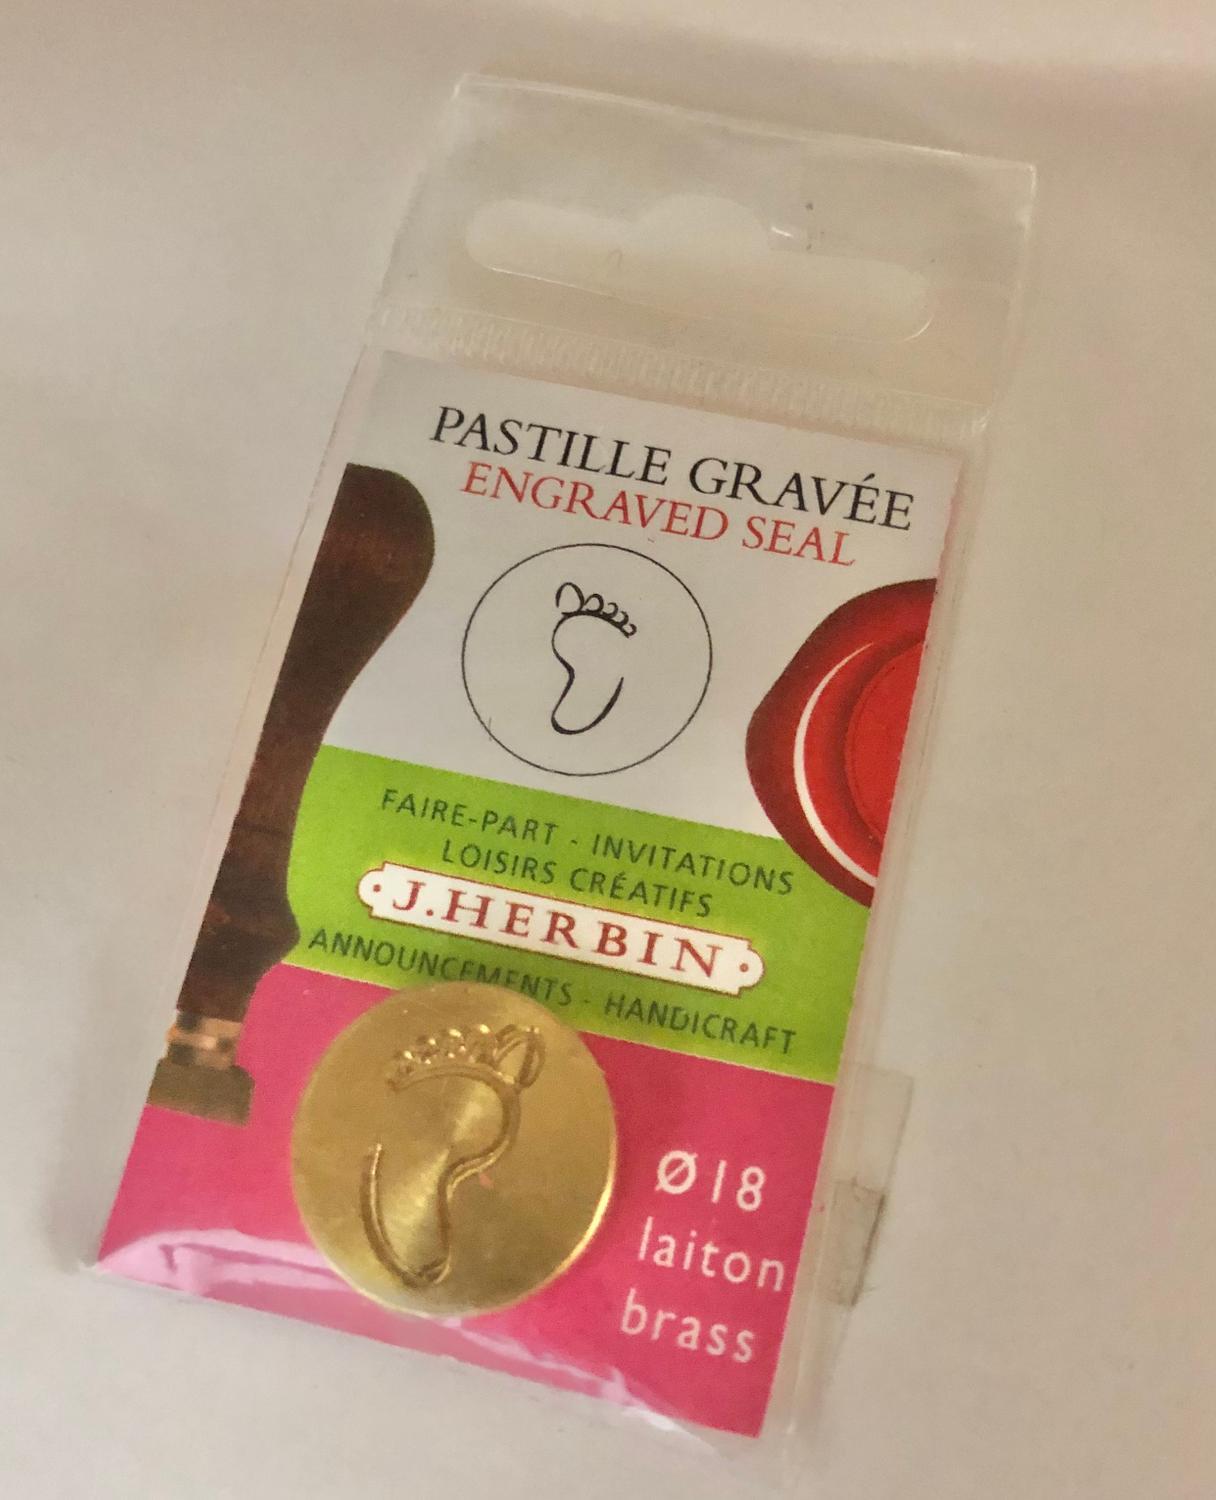 PASTILLE GRAVÉE
ENGRAVED SEAL
FAIRE-PART - INVITATIONS
LOISIRS CRÉATIFS
J.HERBIN
ANNOUNCEMENTS - HANDICRAFT
Ø18
laiton
brass